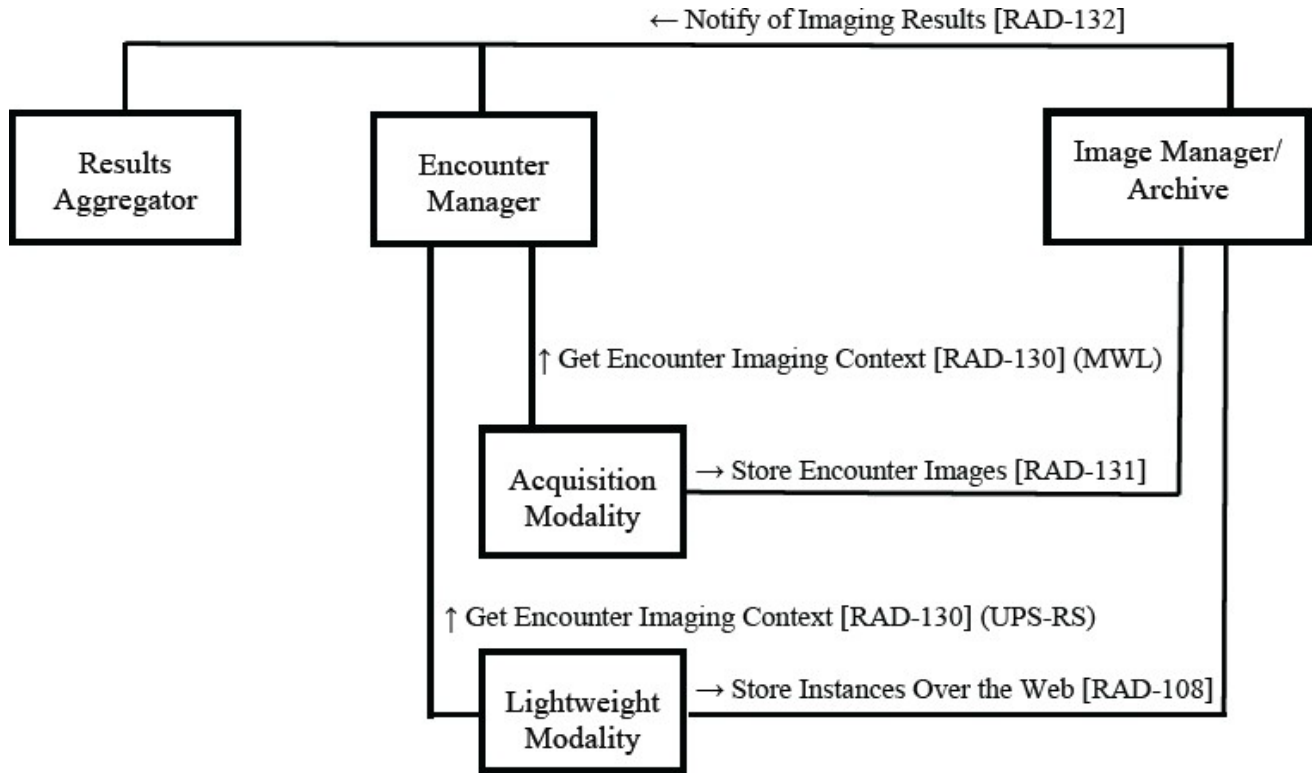 ← Notify of Imaging Results [RAD-132]
Results
Aggregator
Encounter
Manager
Image Manager/
Archive
↑ Get Encounter Imaging Context [RAD-130] (MWL)
Acquisition
Modality
→ Store Encounter Images [RAD-131]
↑ Get Encounter Imaging Context [RAD-130] (UPS-RS)
Lightweight
Modality
→ Store Instances Over the Web [RAD-108]